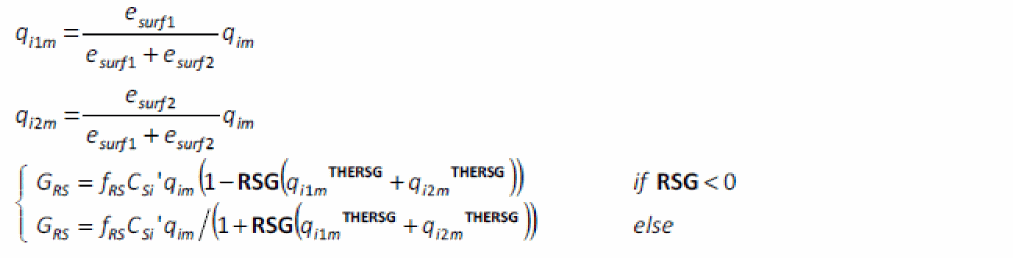 q_{i1m} = \frac{e_{surf1}}{e_{surf1} + e_{surf2}} q_{im}
q_{i2m} = \frac{e_{surf2}}{e_{surf1} + e_{surf2}} q_{im}
G_{RS} = f_{RS} C_{Si}' q_{im} (1 - RSG(q_{i1m}^{THERSG} + q_{i2m}^{THERSG})) if RSG < 0
G_{RS} = f_{RS} C_{Si}' q_{im} / (1 + RSG(q_{i1m}^{THERSG} + q_{i2m}^{THERSG})) else